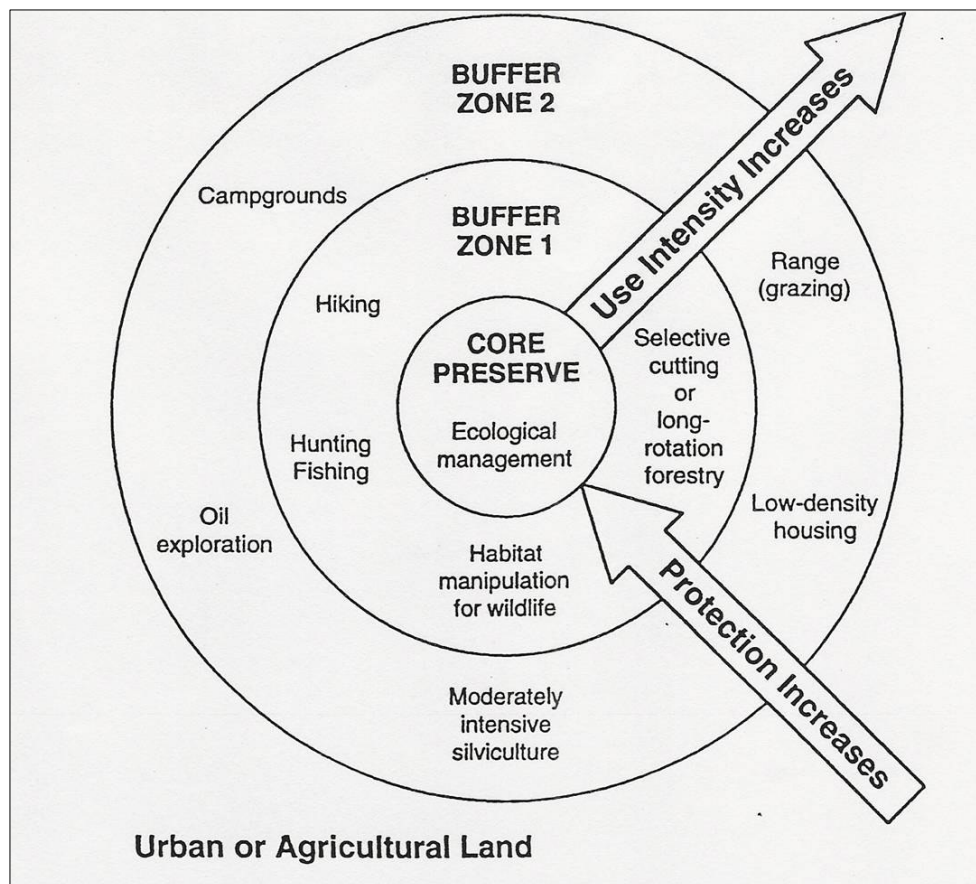 BUFFER
ZONE 2
Use Intensity Increases
Campgrounds
BUFFER
ZONE 1
Range
(grazing)
Hiking
CORE
PRESERVE
Selective
cutting
or
long-
rotation
forestry
Ecological
management
Hunting
Fishing
Low-density
housing
Oil
exploration
Habitat
manipulation
for wildlife
Protection Increases
Moderately
intensive
silviculture
Urban or Agricultural Land